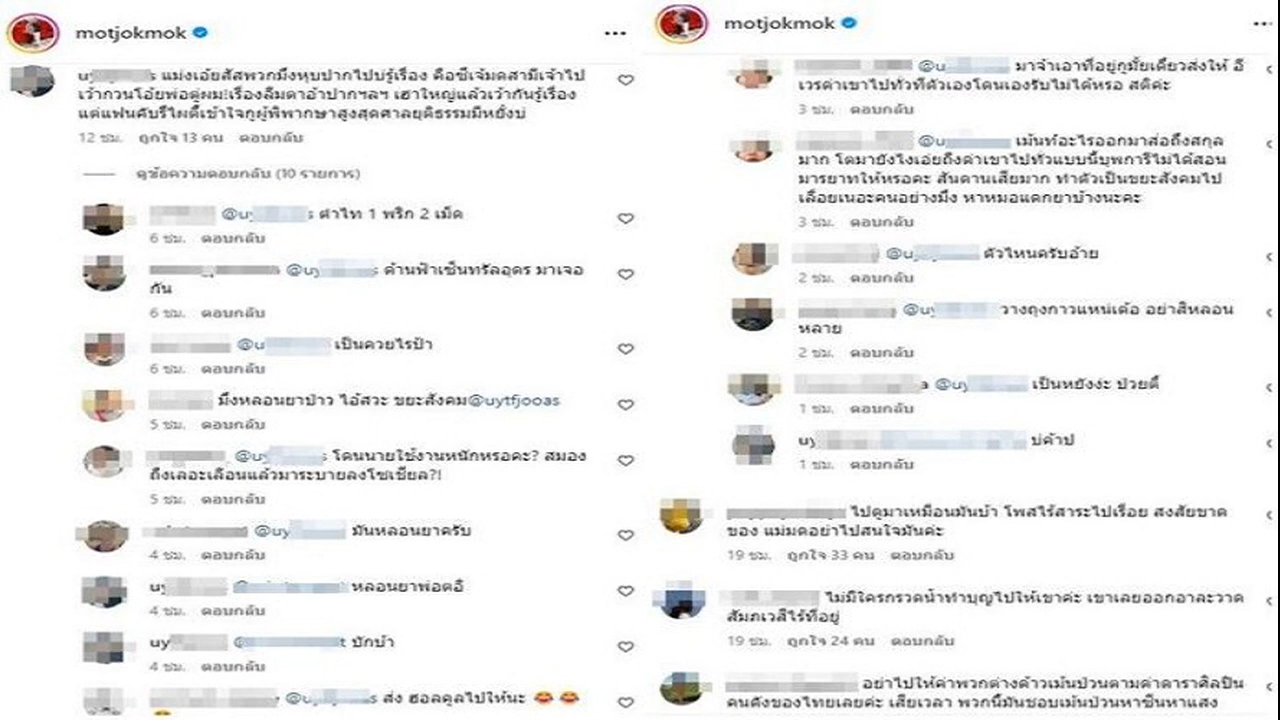 motjokmok
แม่งเอ้ยสัสพวกมึงหุบปากไปบ่รู้เรื่อง คือซีเจ้มดสามีเจ้าไป
เว้ากวนโอ้ยพ่อตู่ผม!เรื่องลืมตาอ้าปากฯลฯ เฮาใหญ่แล้วเว้ากันรู้เรื่อง
แต่แฟนคับรึไผตี้เข้าใจกูผู้พิพากษาสูงสุดศาลยุติธรรมมีหยั่งบ่
12 ชม. ถูกใจ 13 คน ตอบกลับ
ดูข้อความตอบกลับ (10 รายการ)
ตำไท 1 พริก 2 เม็ด
6 ชม. ตอบกลับ
ด้านฟ้าเซ็นทรัลอุดร มาเจอ
กัน
6 ชม. ตอบกลับ
เป็นควยไรป้า
6 ชม. ตอบกลับ
มึงหลอนยาป่าว ไอ้สวะ ขยะสังคม@uytfjooas
5 ชม. ตอบกลับ
โดนนายใช้งานหนักหรอคะ? สมอง
ถึงเลอะเลือนแล้วมาระบายลงโซเชียล?!
5 ชม. ตอบกลับ
มันหลอนยาครับ
4 ชม. ตอบกลับ
หลอนยาพ่อตอี
4 ชม. ตอบกลับ
บักบ้า
4 ชม. ตอบกลับ
ส่ง ฮอลคูลไปให้นะ 😂 😂
motjokmok
มาจ๋าเอาที่อยู่กูมั้ยเดี๋ยวส่งให้ อี
เวรด่าเขาไปทั่วทีตัวเองโดนเองรับไม่ได้หรอ สติค่ะ
3 ชม. ตอบกลับ
เม้นท์อะไรออกมาส่อถึงสกุล
มาก โตมายังไงเอ่ยถึงด่าเขาไปทั่วแบบนี้บุพการีไม่ได้สอน
มารยาทให้หรอคะ สันดานเสียมาก ทำตัวเป็นขยะสังคมไป
เลื่อยเนอะคนอย่างมึง หาหมอแดกยาบ้างนะคะ
3 ชม. ตอบกลับ
ตัวไหนครับอ้าย
2 ชม. ตอบกลับ
วางถุงกาวแหน่เด้อ อย่าสิหลอน
หลาย
2 ชม. ตอบกลับ
เป็นหยังง่ะ ป่วยตี้
1 ชม. ตอบกลับ
บ่ค้าป
1 ชม. ตอบกลับ
ไปดูมาเหมือนมันบ้า โพสไร้สาระไปเรื่อย สงสัยขาด
ของ แม่มดอย่าไปสนใจมันค่ะ
19 ชม. ถูกใจ 33 คน ตอบกลับ
ไม่มีใครกรวดน้ำทำบุญไปให้เขาค่ะ เขาเลยออกอาละวาด
สัมภเวสีไร้ที่อยู่
19 ชม. ถูกใจ 24 คน ตอบกลับ
อย่าไปให้ค่าพวกต่างด้าวเม้นป่วนตามด่าดาราศิลปิน
คนดังของไทยเลยค่ะ เสียเวลา พวกนี้มันชอบเม้นป่วนหาซีนหาแสง